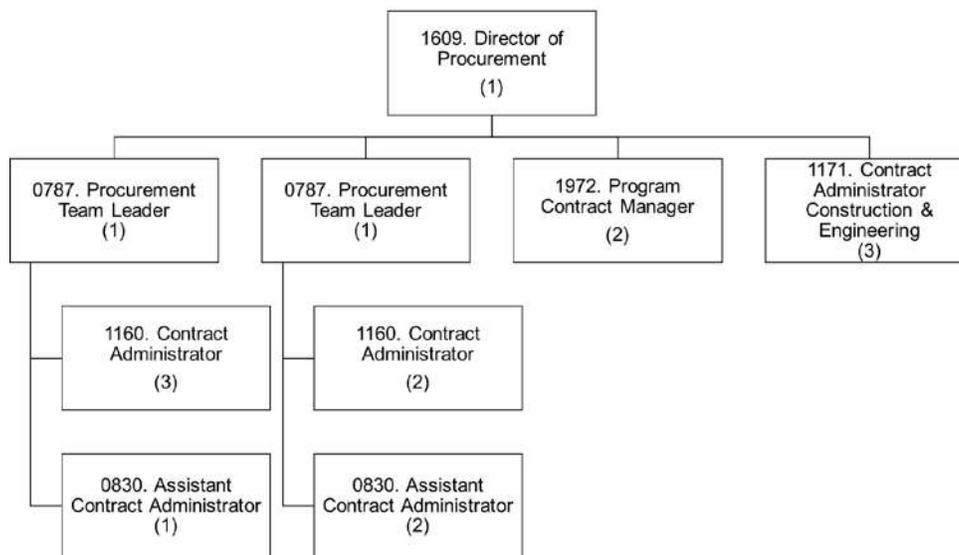 1609. Director of
Procurement
(1)
0787. Procurement
Team Leader
(1)
0787. Procurement
Team Leader
(1)
1972. Program
Contract Manager
(2)
1171. Contract
Administrator
Construction &
Engineering
(3)
1160. Contract
Administrator
(3)
1160. Contract
Administrator
(2)
0830. Assistant
Contract Administrator
(1)
0830. Assistant
Contract Administrator
(2)